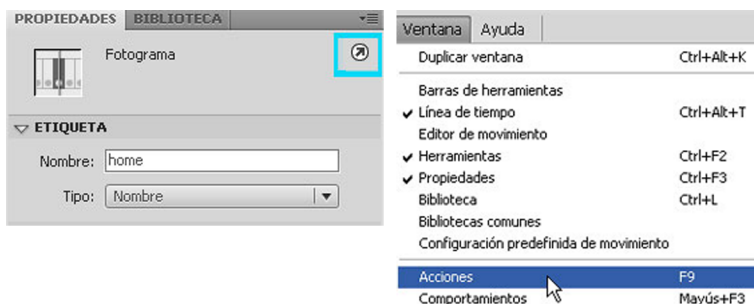 PROPIEDADES BIBLIOTECA
Fotograma
ETIQUETA
Nombre: home
Tipo: Nombre
Ventana Ayuda
Duplicar ventana Ctrl+Alt+K
Barras de herramientas
Línea de tiempo Ctrl+Alt+T
Editor de movimiento
Herramientas Ctrl+F2
Propiedades Ctrl+F3
Biblioteca Ctrl+L
Bibliotecas comunes
Configuración predefinida de movimiento
Acciones F9
Comportamientos Mayús+F3